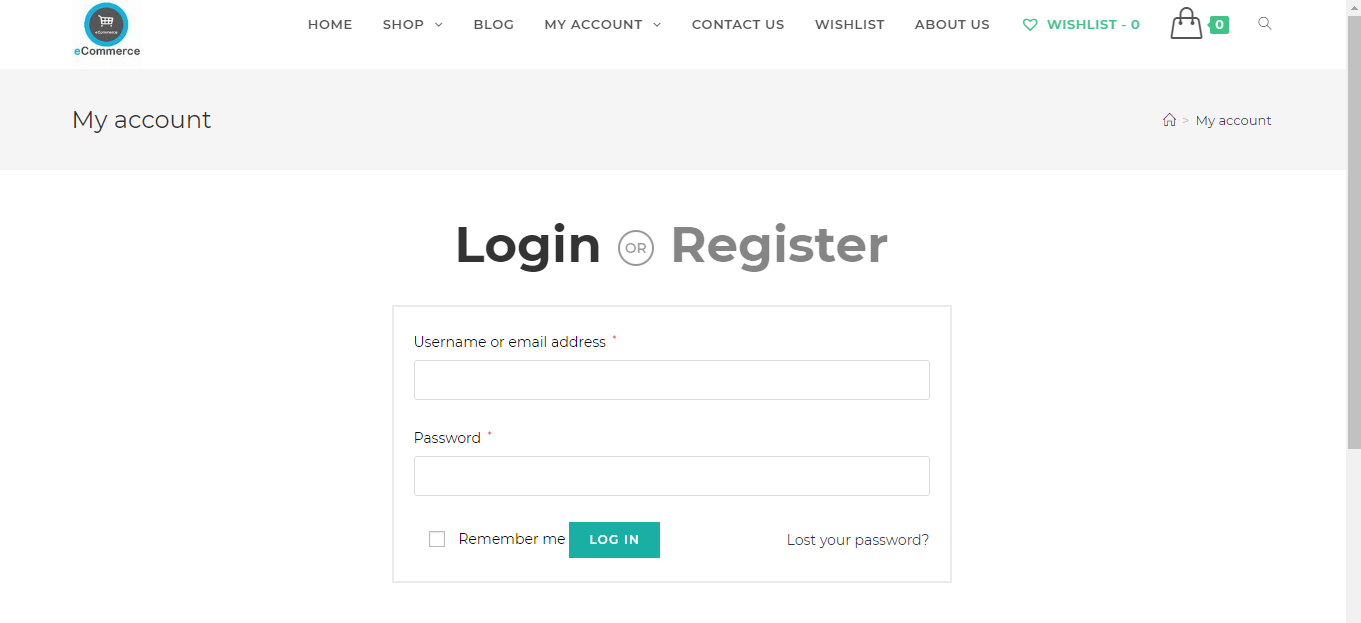 HOME SHOP BLOG MY ACCOUNT CONTACT US WISHLIST ABOUT US WISHLIST - 0 0
eCommerce
My account
> My account
Login OR Register
Username or email address *
Password *
Remember me LOG IN Lost your password?